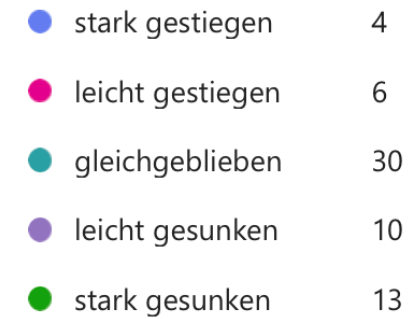 stark gestiegen 4
leicht gestiegen 6
gleichgeblieben 30
leicht gesunken 10
stark gesunken 13